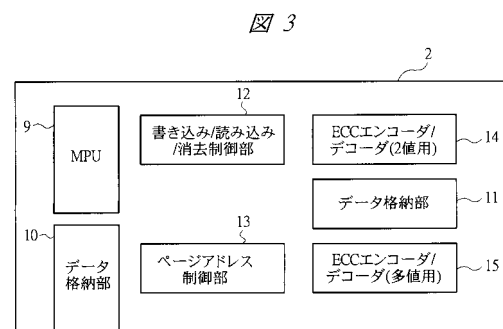 図 3
2
9
MPU
12
書き込み/読み込み
/消去制御部
ECCエンコーダ/
デコーダ(2値用)
14
データ格納部
11
10
データ
格納部
13
ページアドレス
制御部
ECCエンコーダ/
デコーダ(多値用)
15